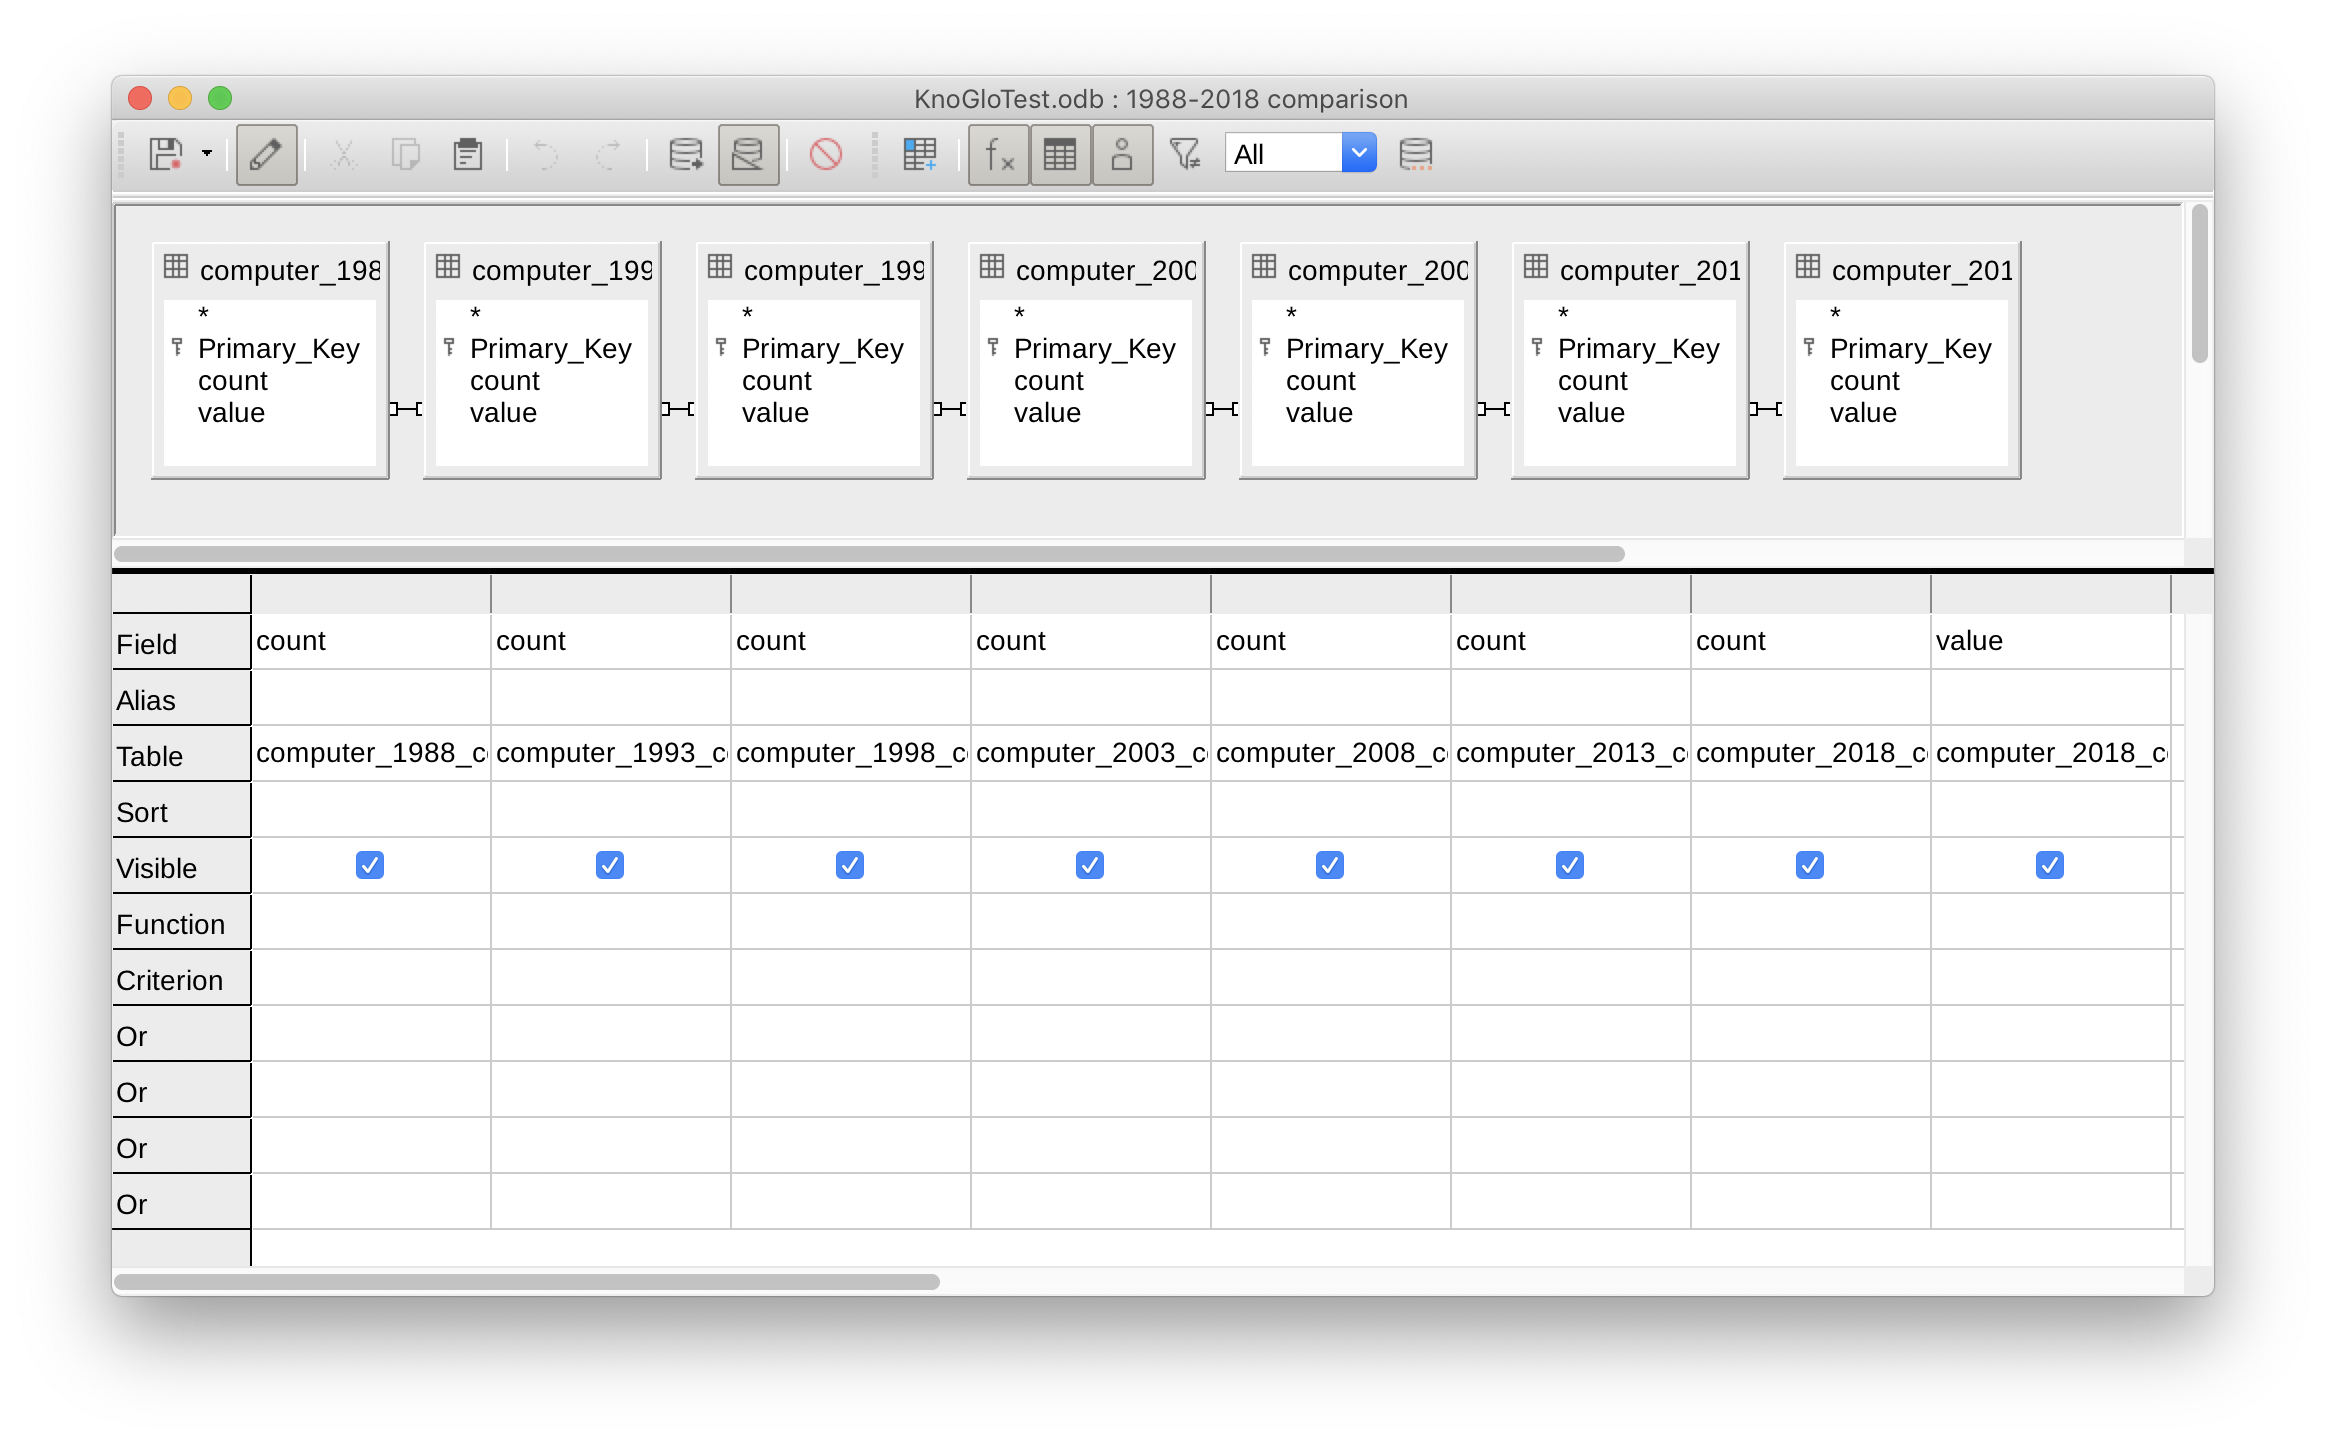 KnoGloTest.odb : 1988-2018 comparison
All
computer_198 computer_199 computer_199 computer_200 computer_200 computer_201 computer_201
* * * * * * *
Primary_Key Primary_Key Primary_Key Primary_Key Primary_Key Primary_Key Primary_Key
count count count count count count count
value value value value value value value
Field count count count count count count count value
Alias
Table computer_1988_c computer_1993_c computer_1998_c computer_2003_c computer_2008_c computer_2013_c computer_2018_c computer_2018_c
Sort
Visible
Function
Criterion
Or
Or
Or
Or